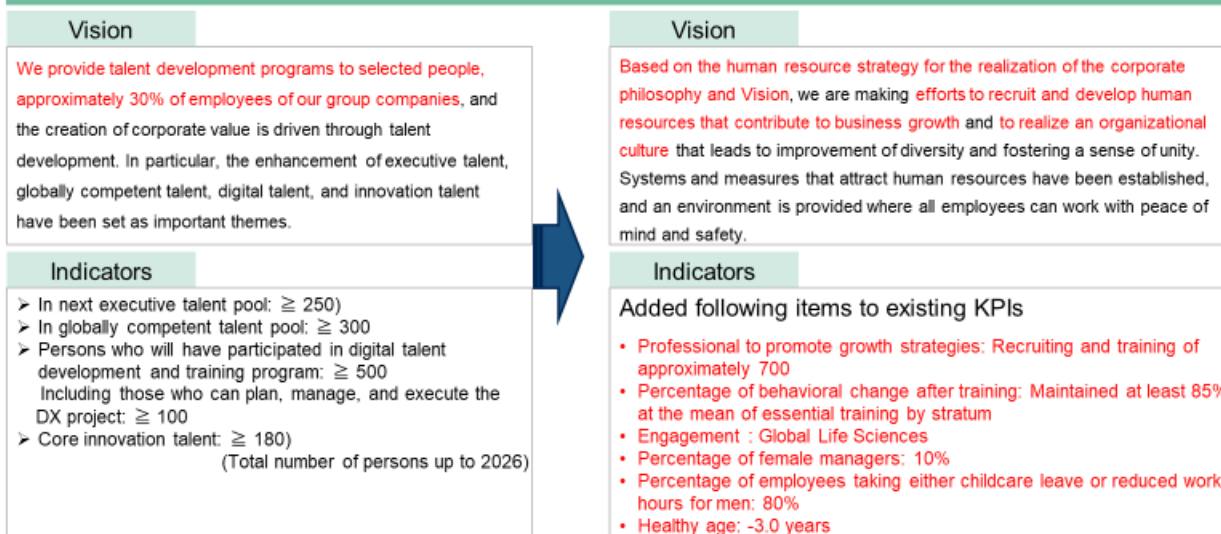 Vision
We provide talent development programs to selected people,
approximately 30% of employees of our group companies, and
the creation of corporate value is driven through talent
development. In particular, the enhancement of executive talent,
globally competent talent, digital talent, and innovation talent
have been set as important themes.
Indicators
➢ In next executive talent pool: ≧ 250)
➢ In globally competent talent pool: ≧ 300
➢ Persons who will have participated in digital talent
development and training program: ≧ 500
Including those who can plan, manage, and execute the
DX project: ≧ 100
➢ Core innovation talent: ≧ 180)
(Total number of persons up to 2026)
Vision
Based on the human resource strategy for the realization of the corporate
philosophy and Vision, we are making efforts to recruit and develop human
resources that contribute to business growth and to realize an organizational
culture that leads to improvement of diversity and fostering a sense of unity.
Systems and measures that attract human resources have been established,
and an environment is provided where all employees can work with peace of
mind and safety.
Indicators
Added following items to existing KPIs
• Professional to promote growth strategies: Recruiting and training of
approximately 700
• Percentage of behavioral change after training: Maintained at least 85%
at the mean of essential training by stratum
• Engagement : Global Life Sciences
• Percentage of female managers: 10%
• Percentage of employees taking either childcare leave or reduced work
hours for men: 80%
• Healthy age: -3.0 years